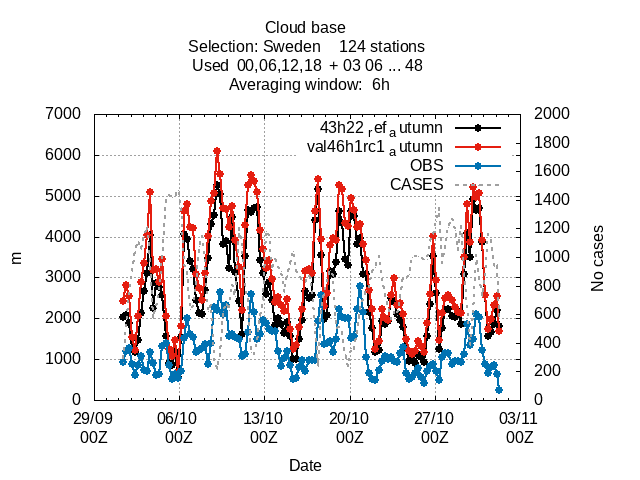 Cloud base
Selection: Sweden 124 stations
Used 00,06,12,18 + 03 06 ... 48
Averaging window: 6h
7000
6000
5000
4000
3000
2000
1000
0
m
2000
1800
1600
1400
1200
1000
800
600
400
200
0
No cases
43h22 ref a utumn
val46h1rc1 a utumn
OBS
CASES
29/09 06/10 13/10 20/10 27/10 03/11
00Z 00Z 00Z 00Z 00Z 00Z
Date